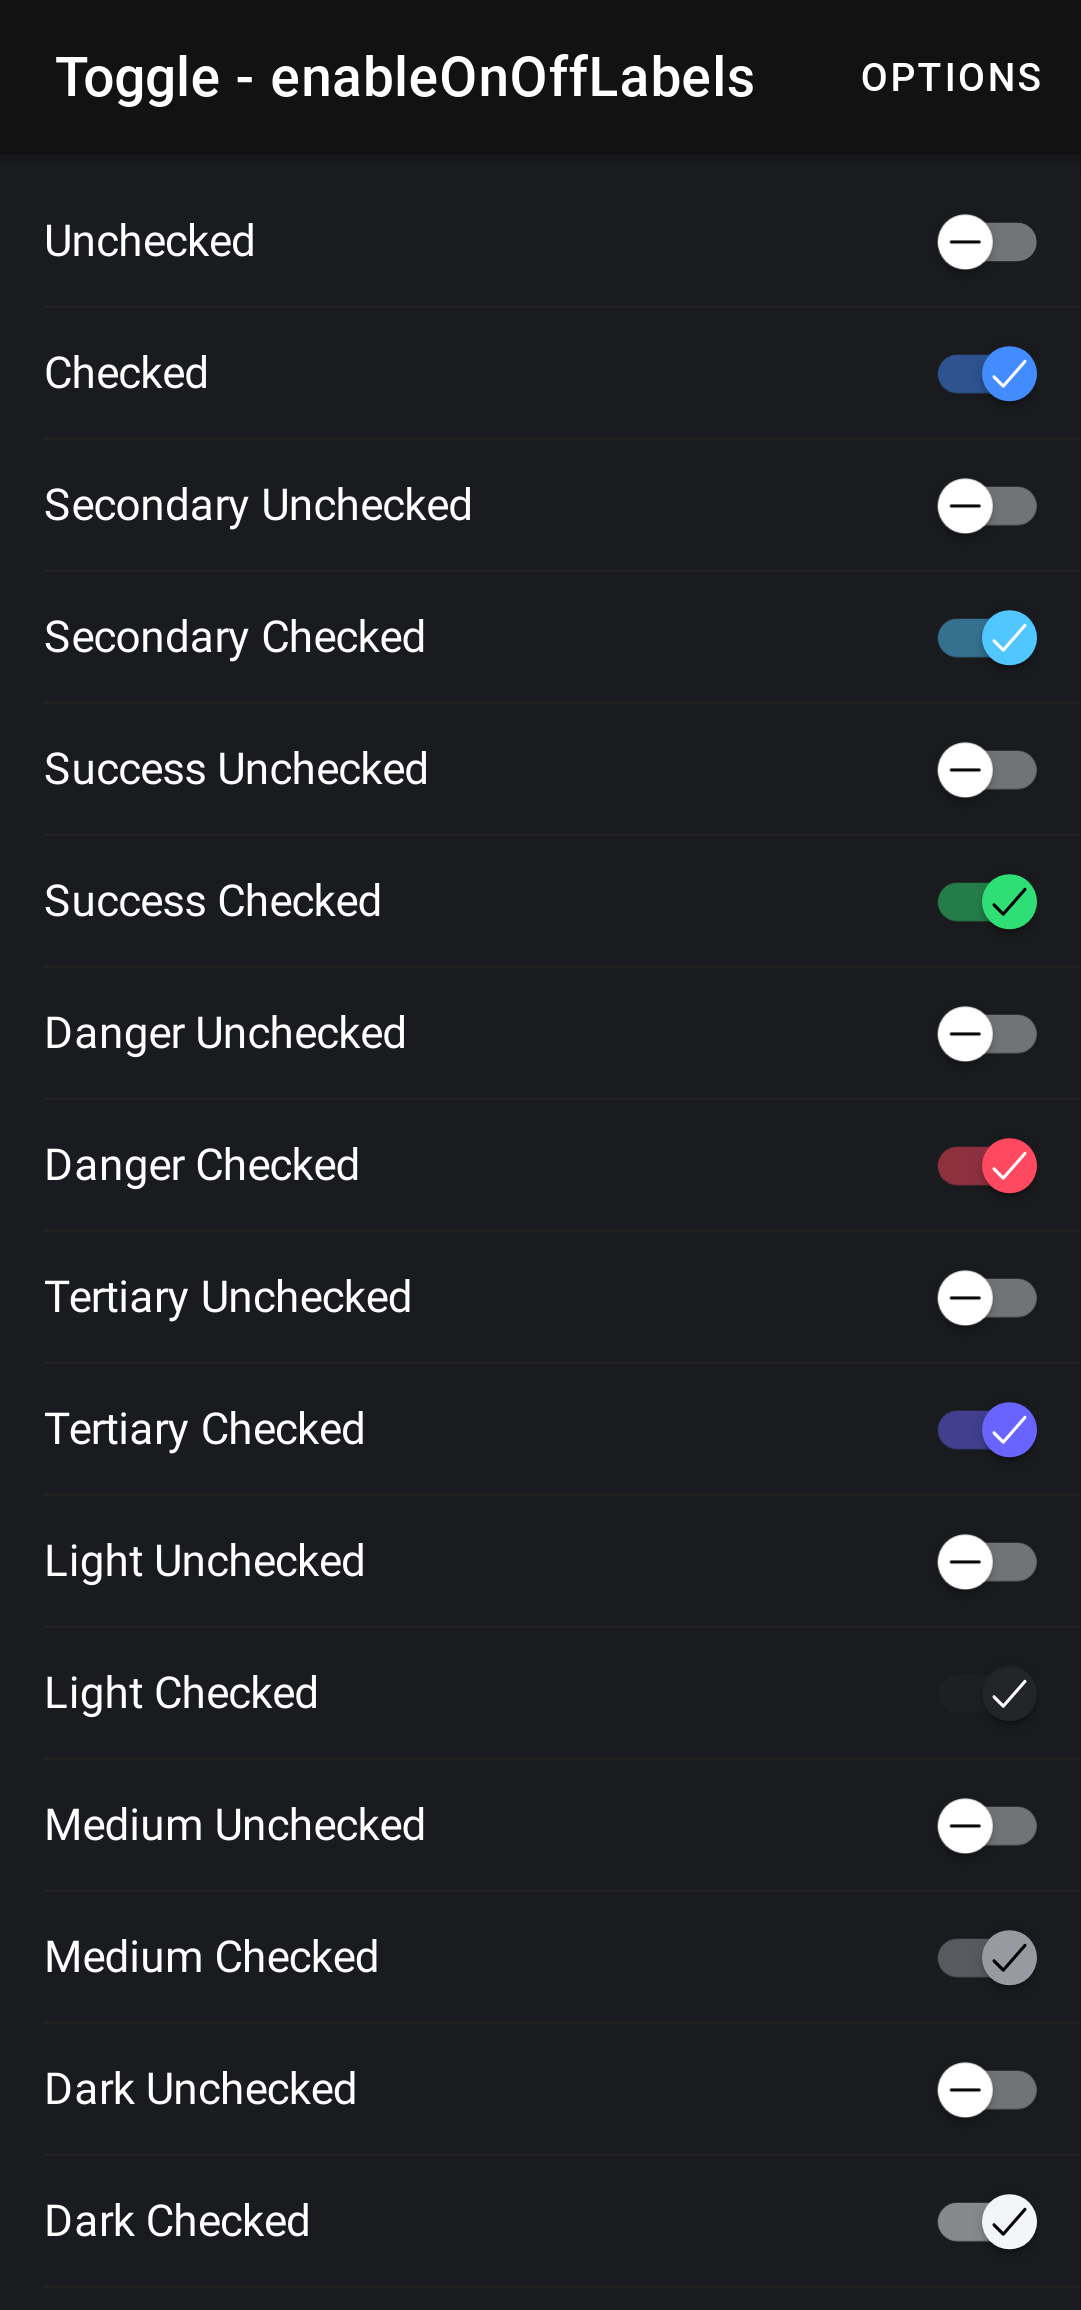 Toggle - enableOnOffLabels OPTIONS
Unchecked
Checked
Secondary Unchecked
Secondary Checked
Success Unchecked
Success Checked
Danger Unchecked
Danger Checked
Tertiary Unchecked
Tertiary Checked
Light Unchecked
Light Checked
Medium Unchecked
Medium Checked
Dark Unchecked
Dark Checked